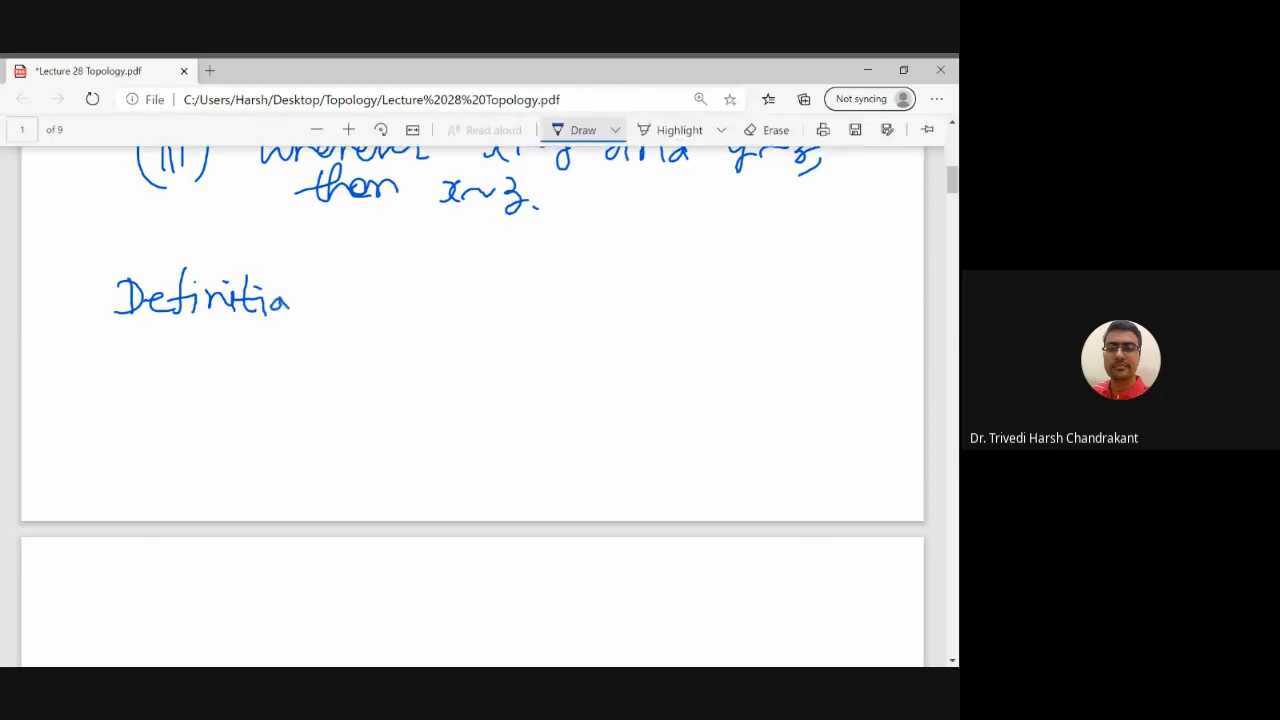 *Lecture 28 Topology.pdf
File | C:/Users/Harsh/Desktop/Topology/Lecture%2028%20Topology.pdf
Not syncing
1 of 9
Read aloud
Draw
Highlight
Erase
(III) whenever x~y and y~z,
then x~z.
Definitio
Dr. Trivedi Harsh Chandrakant